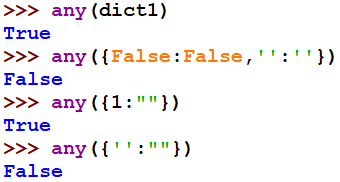 >>> any(dict1)
True
>>> any({False:False,'':''})
False
>>> any({1:""})
True
>>> any({'':""})
False